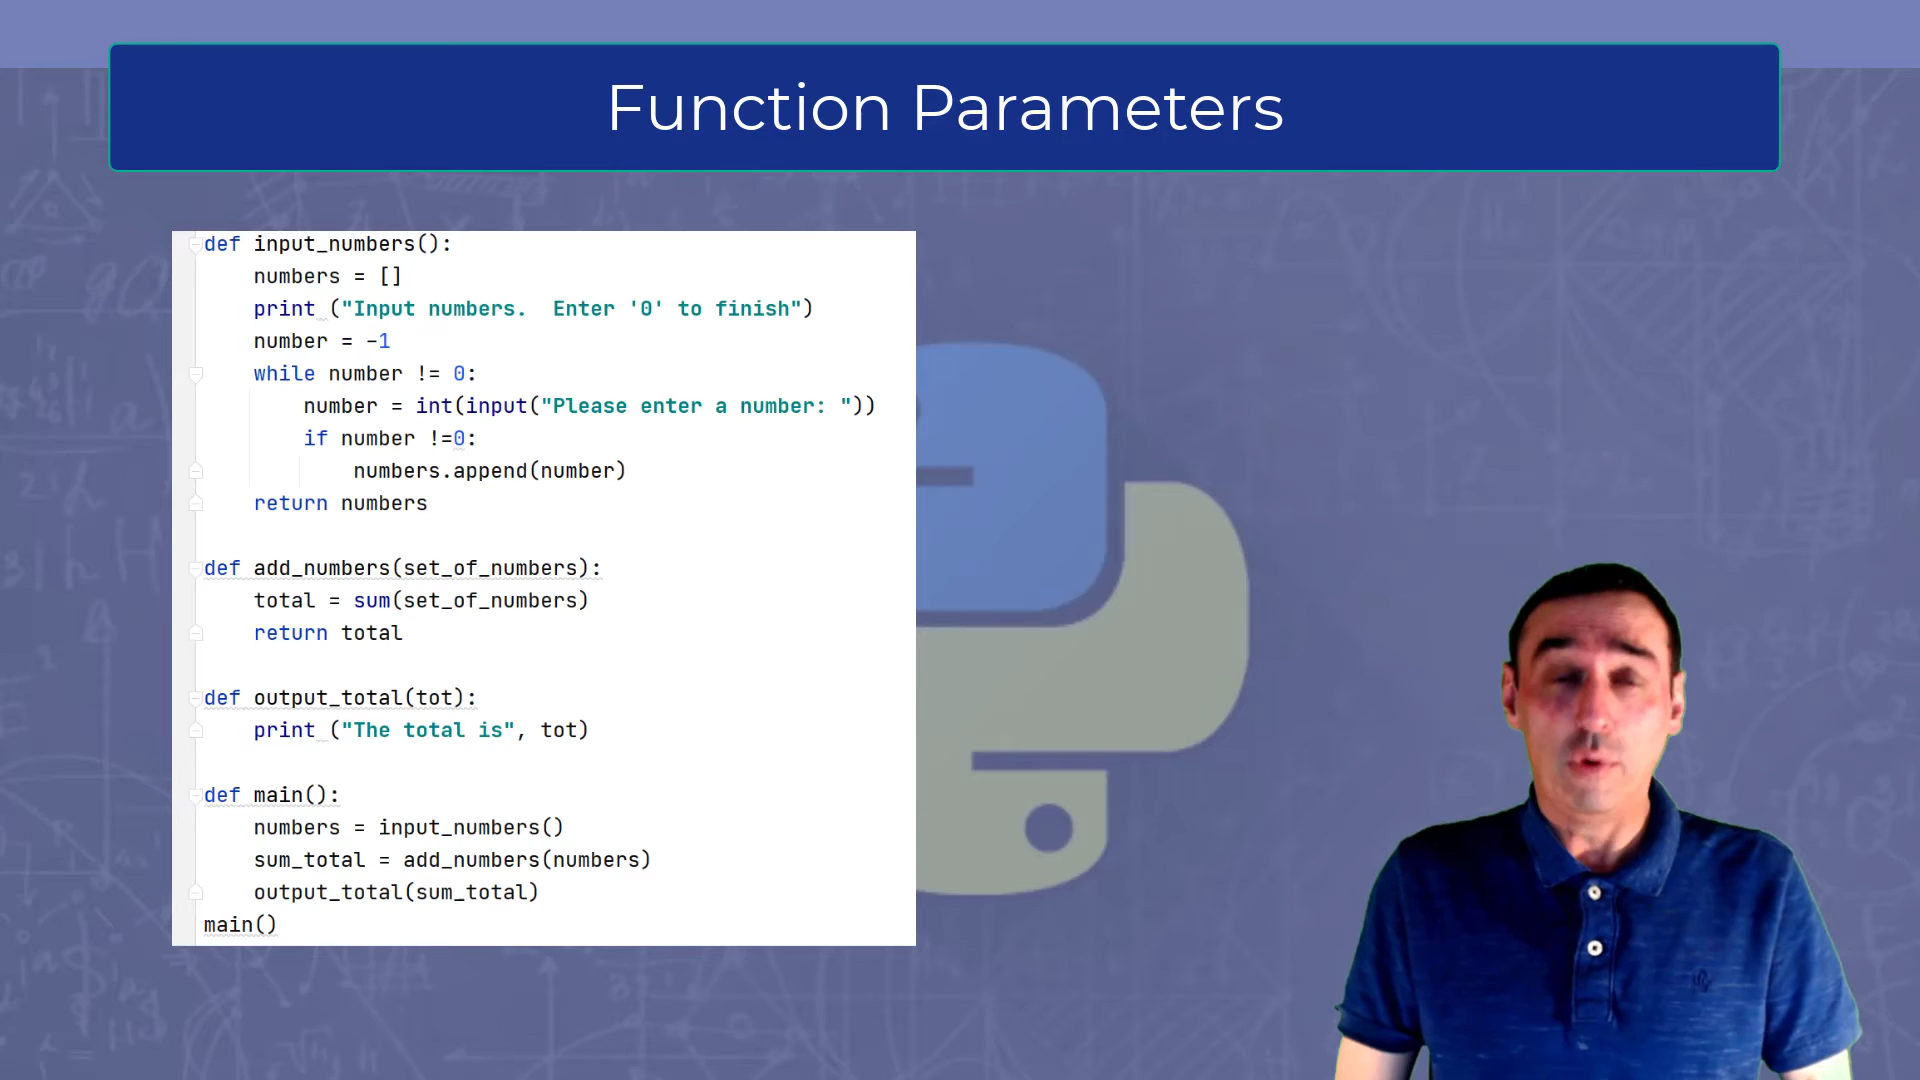 Function Parameters
def input_numbers():
numbers = []
print ("Input numbers.  Enter '0' to finish")
number = -1
while number != 0:
number = int(input("Please enter a number: "))
if number !=0:
numbers.append(number)
return numbers
def add_numbers(set_of_numbers):
total = sum(set_of_numbers)
return total
def output_total(tot):
print ("The total is", tot)
def main():
numbers = input_numbers()
sum_total = add_numbers(numbers)
output_total(sum_total)
main()